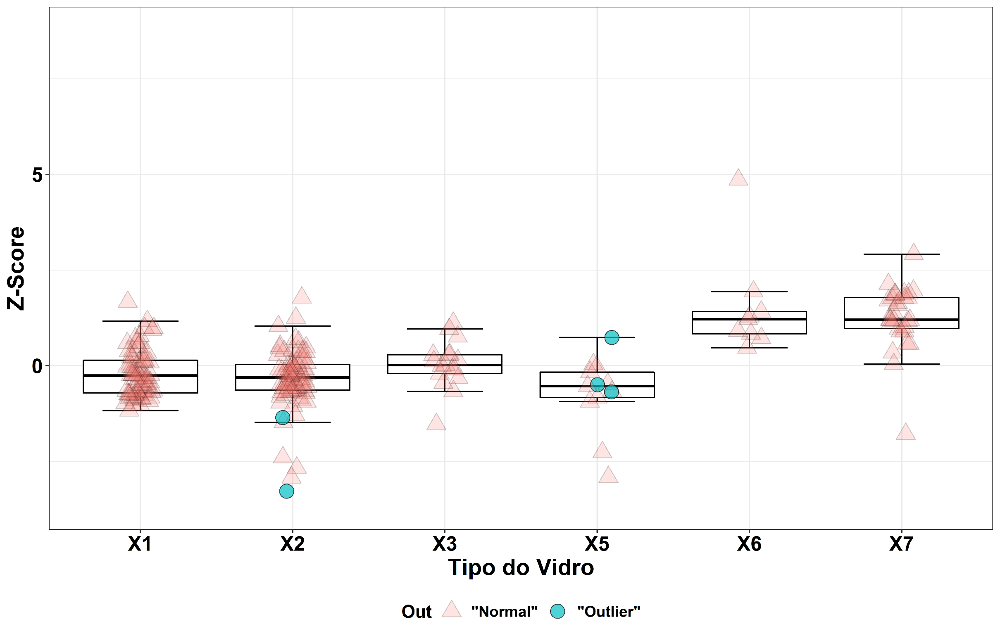 Z-Score
5
0
X1 X2 X3 X5 X6 X7
Tipo do Vidro
Out "Normal" "Outlier"